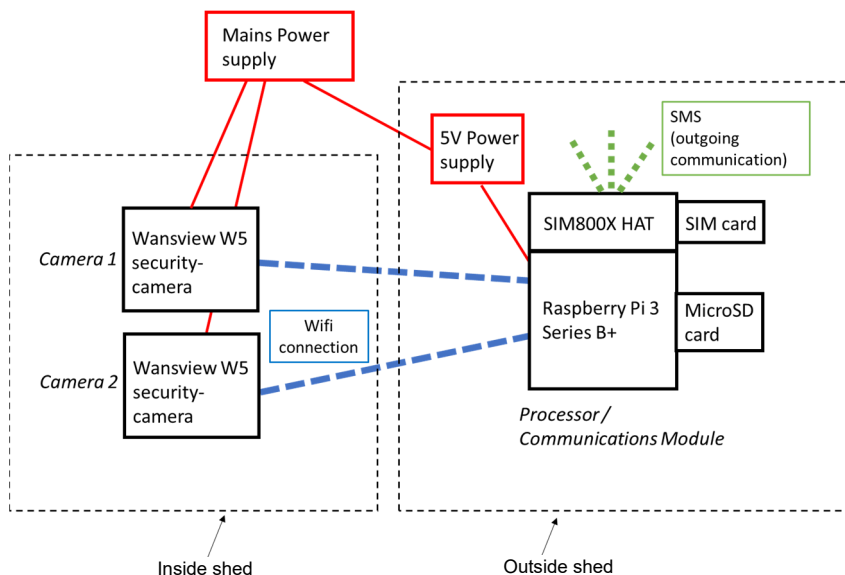 Mains Power
supply
5V Power
supply
SMS
(outgoing
communication)
SIM800X HAT
SIM card
Camera 1
Wansview W5
security-
camera
Raspberry Pi 3
Series B+
MicroSD
card
Wifi
connection
Camera 2
Wansview W5
security-
camera
Processor /
Communications Module
Inside shed
Outside shed